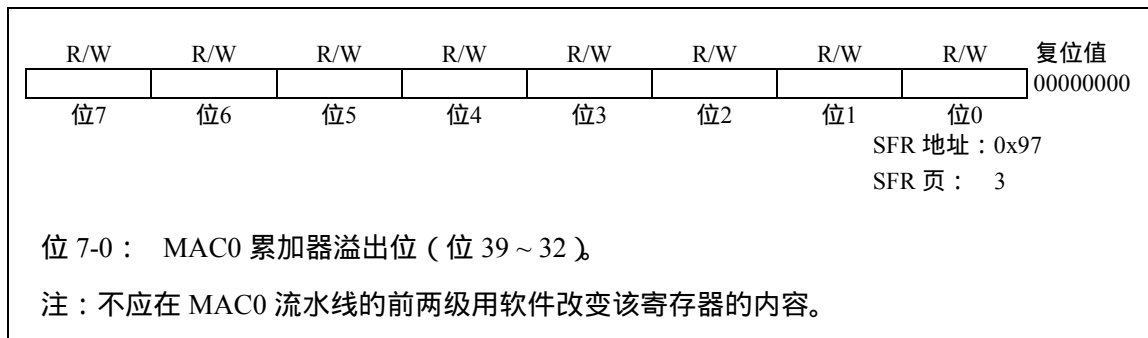 R/W R/W R/W R/W R/W R/W R/W R/W 复位值
00000000
位7 位6 位5 位4 位3 位2 位1 位0
SFR 地址：0x97
SFR 页： 3
位 7-0： MAC0 累加器溢出位（位 39 ~ 32）。
注：不应在 MAC0 流水线的前两级用软件改变该寄存器的内容。